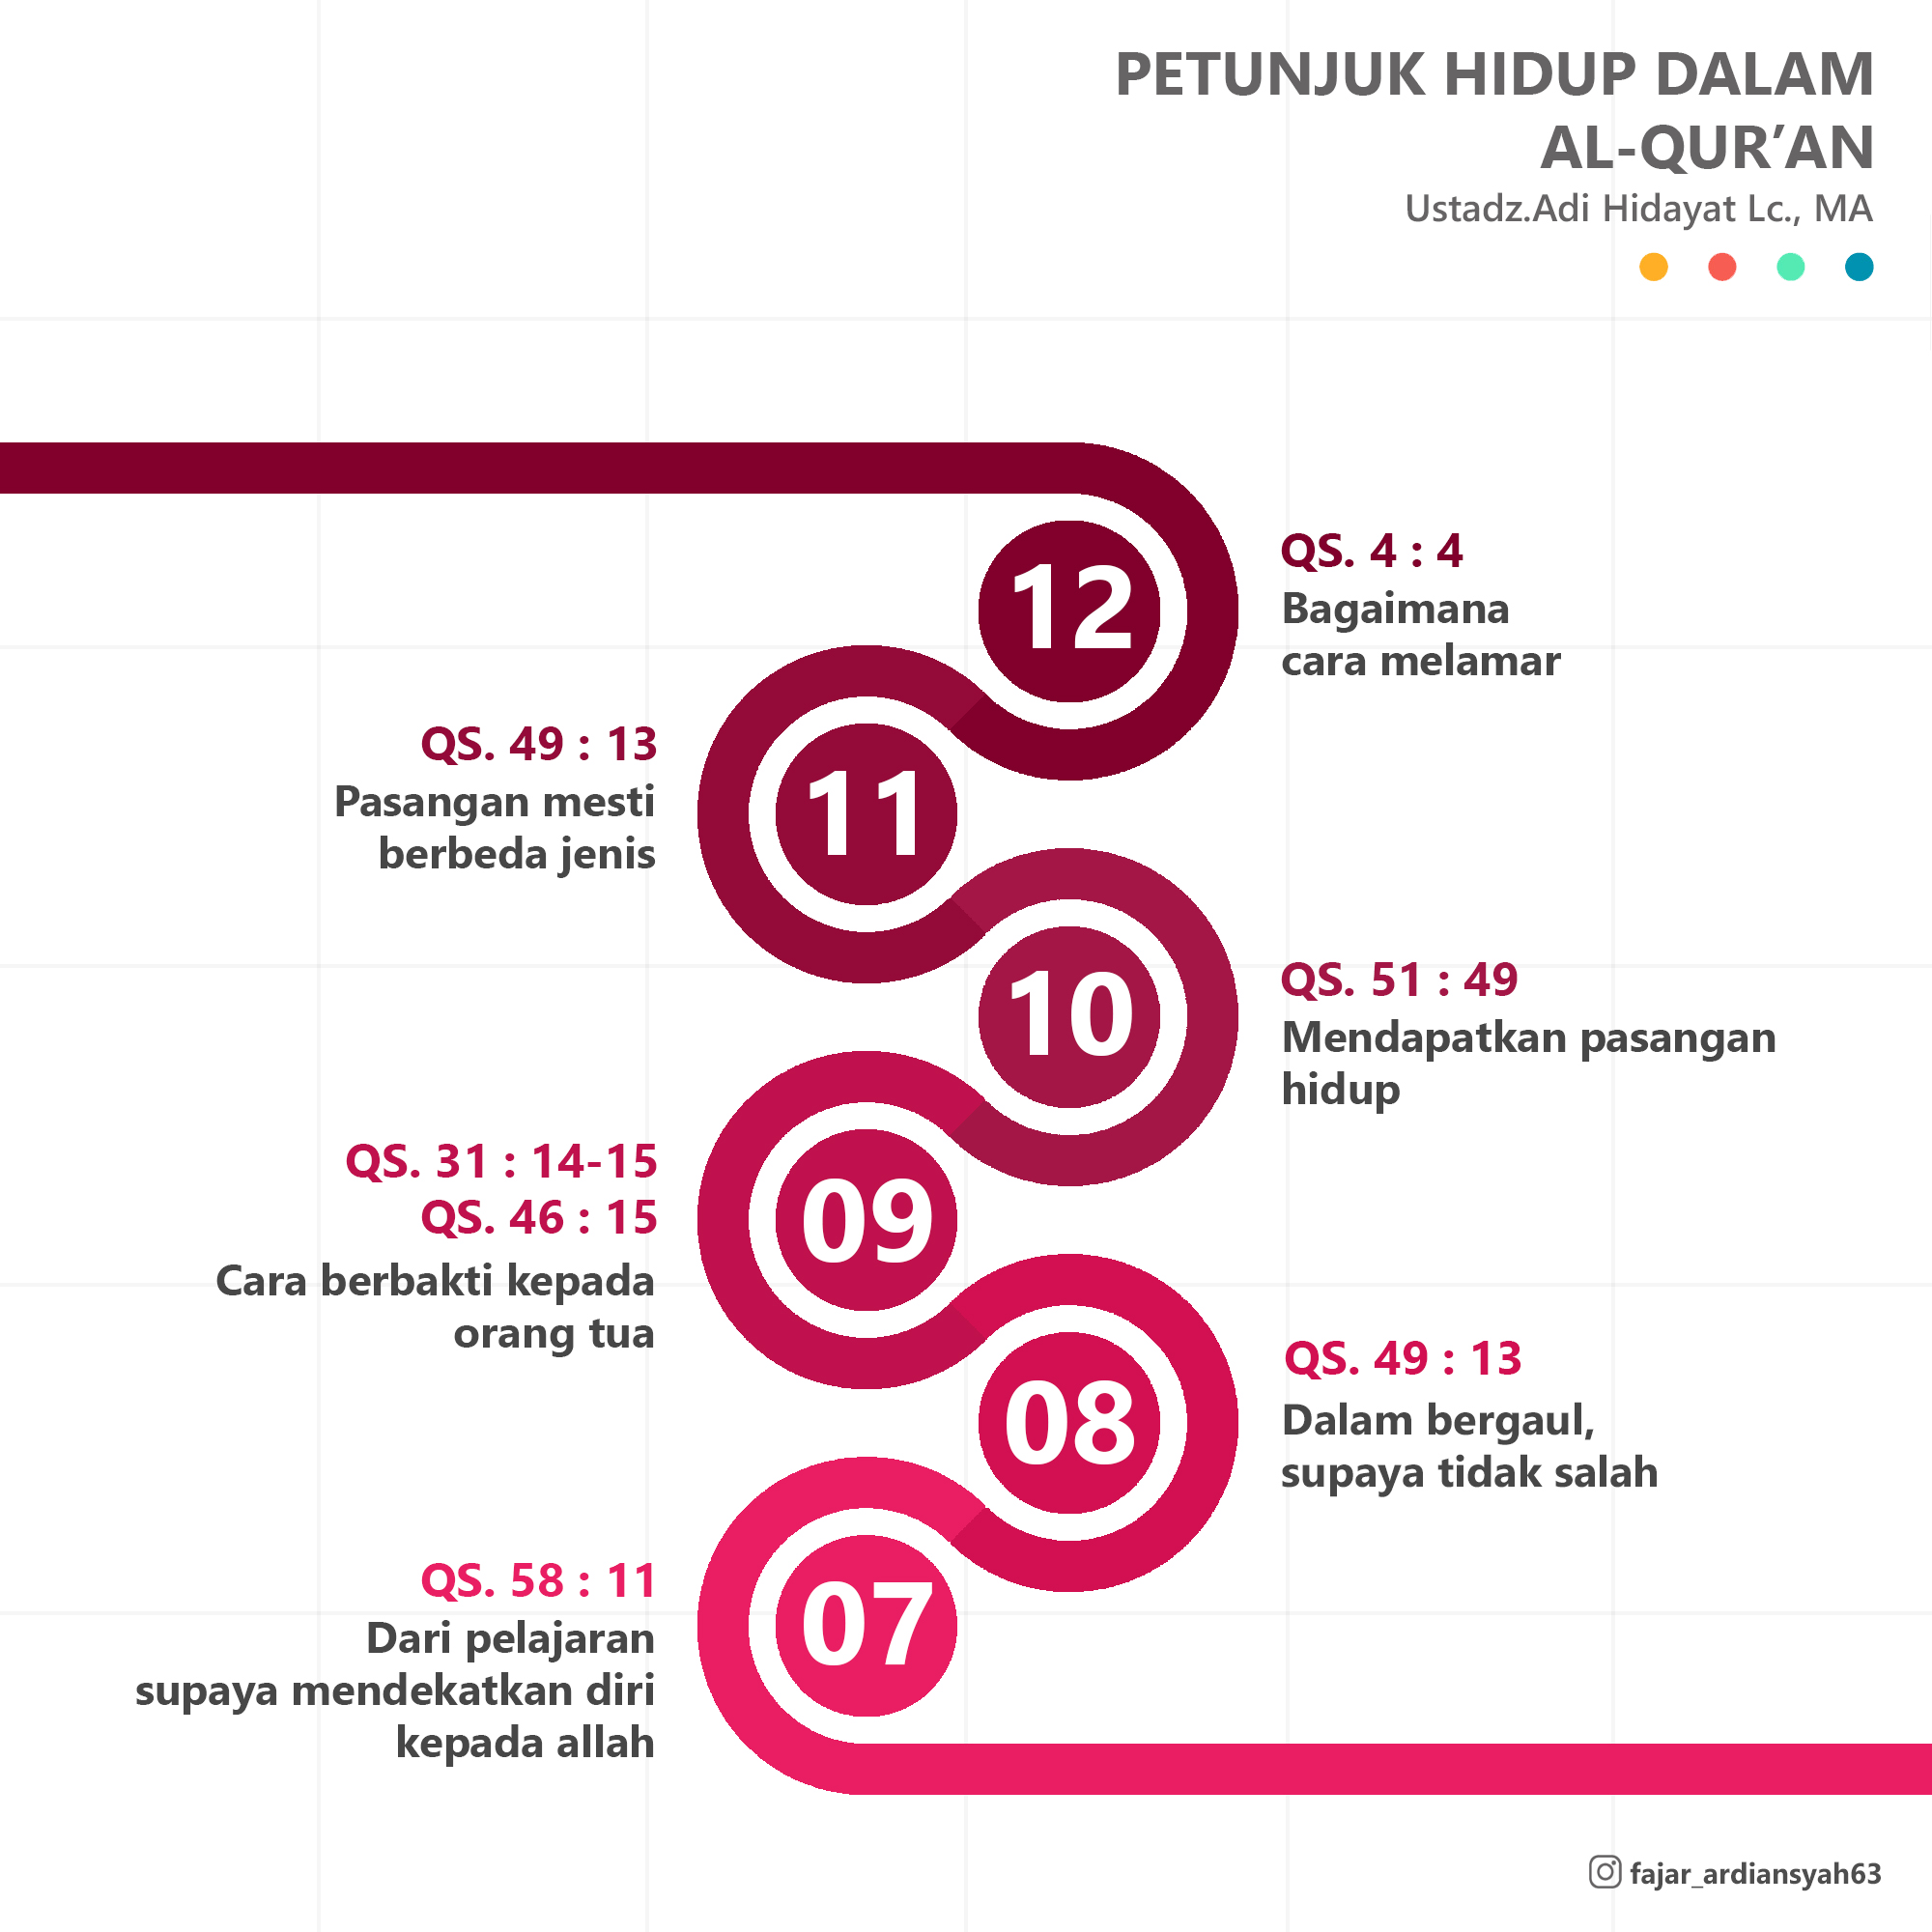 PETUNJUK HIDUP DALAM
AL-QUR’AN
Ustadz.Adi Hidayat Lc., MA
12
QS. 4 : 4
Bagaimana
cara melamar
QS. 49 : 13
Pasangan mesti
berbeda jenis
11
10
QS. 51 : 49
Mendapatkan pasangan
hidup
QS. 31 : 14-15
QS. 46 : 15
Cara berbakti kepada
orang tua
09
08
QS. 49 : 13
Dalam bergaul,
supaya tidak salah
QS. 58 : 11
Dari pelajaran
supaya mendekatkan diri
kepada allah
07
fajar_ardiansyah63